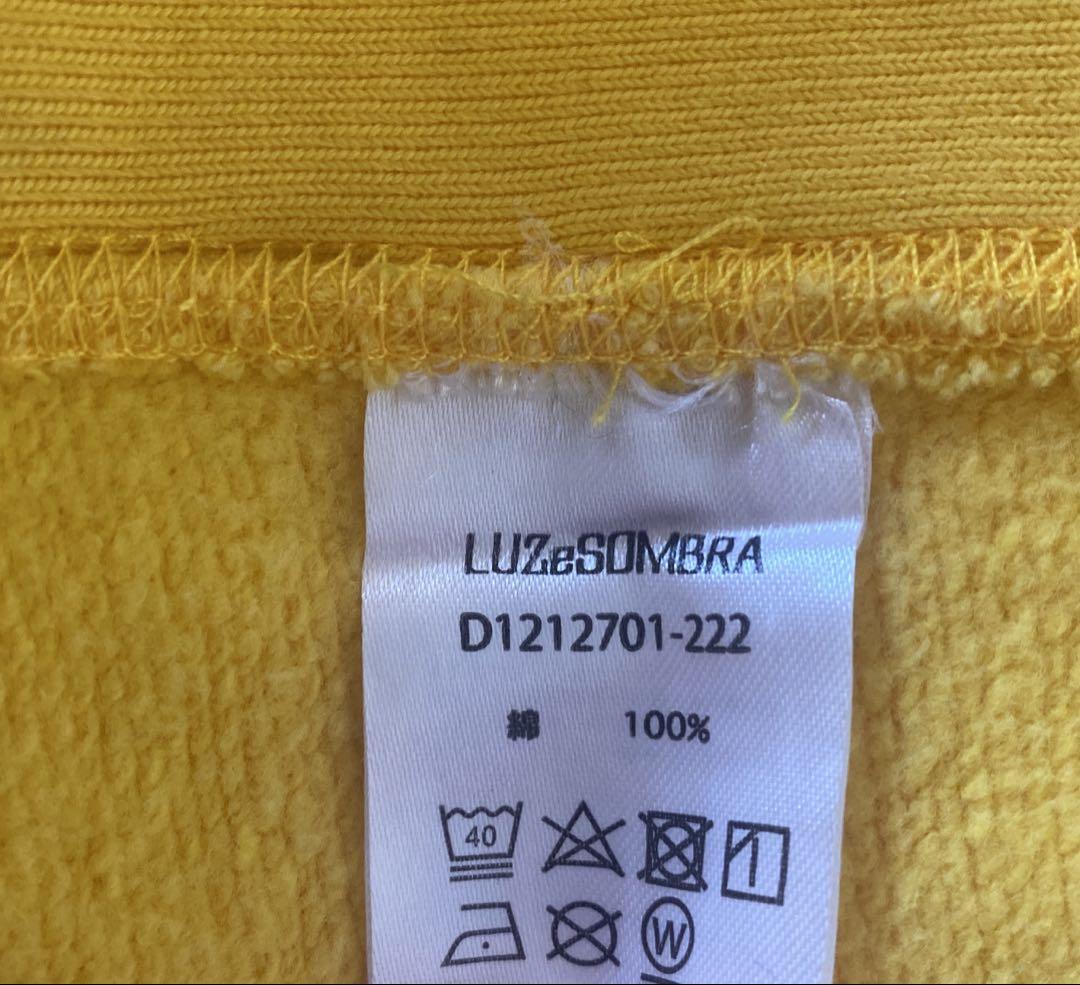 LUZeSOMBRA
D1212701-222
綿 100%
40
W